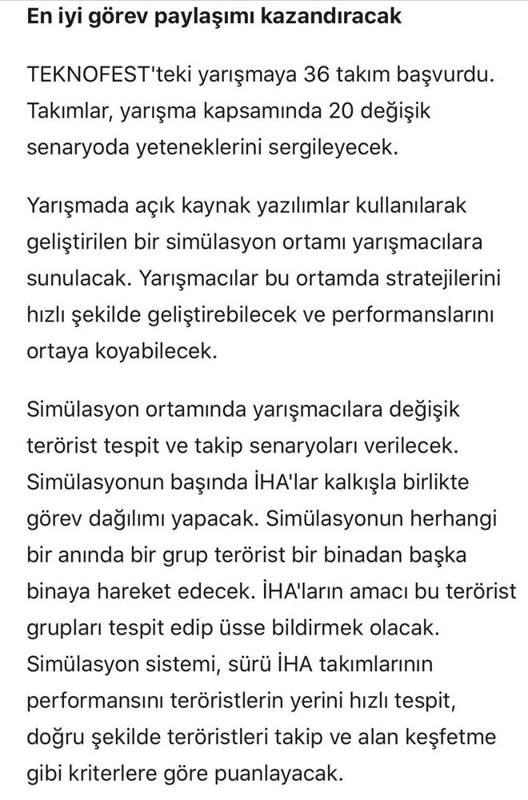 En iyi görev paylaşımı kazandıracak
TEKNOFEST'teki yarışmaya 36 takım başvurdu.
Takımlar, yarışma kapsamında 20 değişik
senaryoda yeteneklerini sergileyecek.
Yarışmada açık kaynak yazılımlar kullanılarak
geliştirilen bir simülasyon ortamı yarışmacılara
sunulacak. Yarışmacılar bu ortamda stratejilerini
hızlı şekilde geliştirebilecek ve performanslarını
ortaya koyabilecek.
Simülasyon ortamında yarışmacılara değişik
terörist tespit ve takip senaryoları verilecek.
Simülasyonun başında İHA'lar kalkışla birlikte
görev dağılımı yapacak. Simülasyonun herhangi
bir anında bir grup terörist bir binadan başka
binaya hareket edecek. İHA'ların amacı bu terörist
grupları tespit edip üsse bildirmek olacak.
Simülasyon sistemi, sürü İHA takımlarının
performansını teröristlerin yerini hızlı tespit,
doğru şekilde teröristleri takip ve alan keşfetme
gibi kriterlere göre puanlayacak.